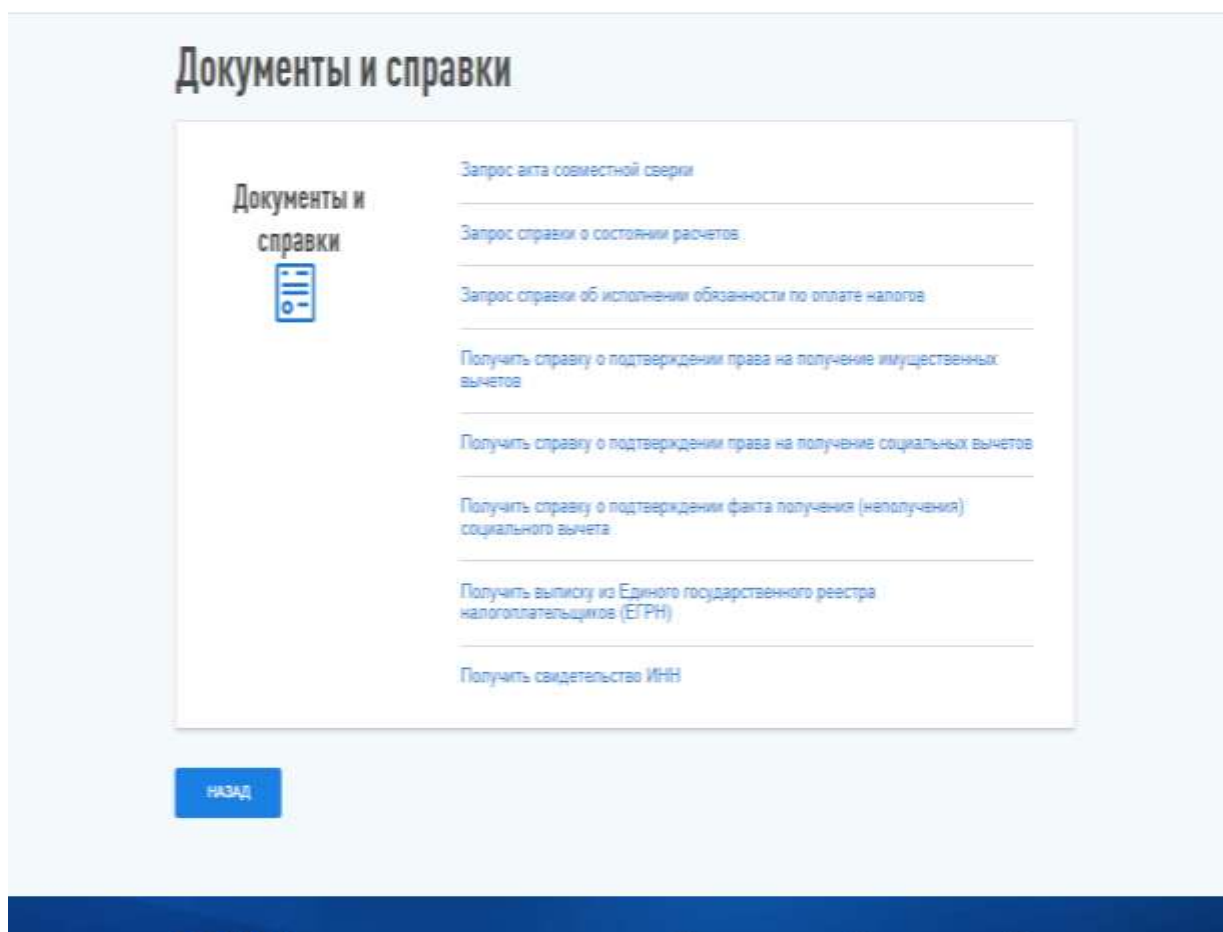 Документы и справки
Документы и
справки
Запрос акта совместной сверки
Запрос справки о состоянии расчетов
Запрос справки об исполнении обязанности по оплате налогов
Получить справку о подтверждении права на получение имущественных
вычетов
Получить справку о подтверждении права на получение социальных вычетов
Получить справку о подтверждении факта получения (неполучения)
социального вычета
Получить выписку из Единого государственного реестра
налогоплательщиков (ЕГРН)
Получить свидетельство ИНН
НАЗАД